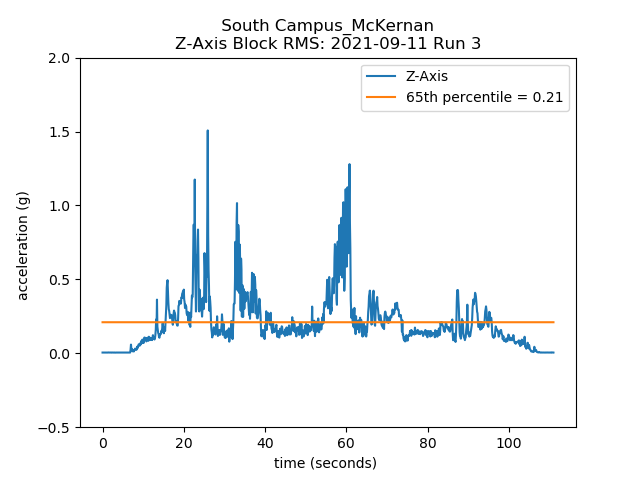 South Campus_McKernan
Z-Axis Block RMS: 2021-09-11 Run 3
Z-Axis
65th percentile = 0.21
2.0
1.5
1.0
0.5
0.0
−0.5
acceleration (g)
0 20 40 60 80 100
time (seconds)